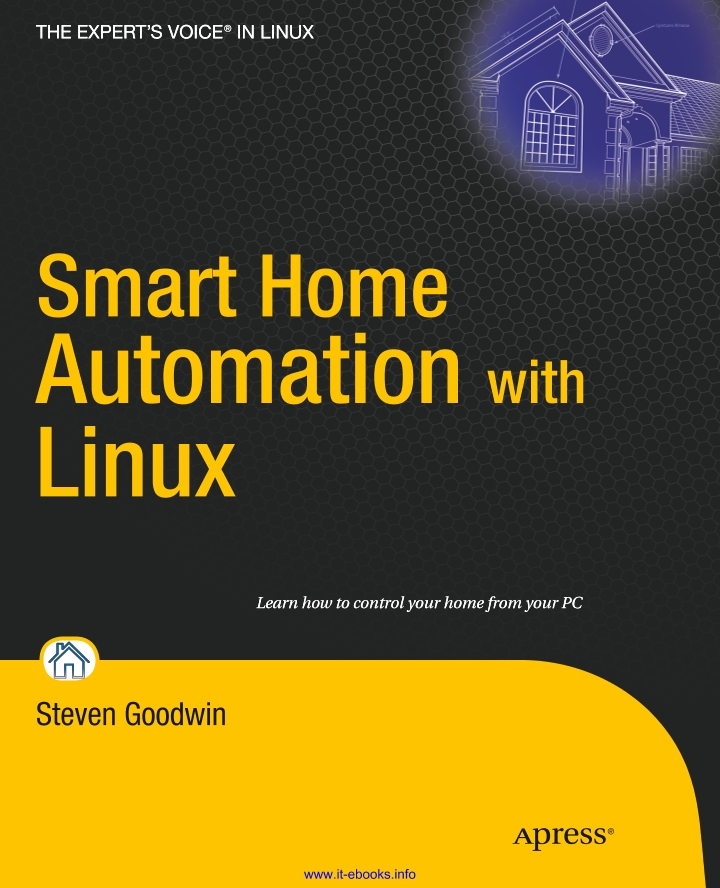 THE EXPERT'S VOICE® IN LINUX
Smart Home
Automation with
Linux
Learn how to control your home from your PC
Steven Goodwin
Apress®
www.it-ebooks.info